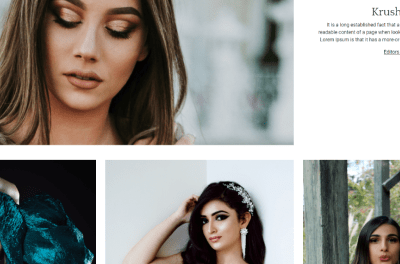 Krush
It is a long established fact that a
readable content of a page when look
Lorem Ipsum is that it has a more-or
Editors